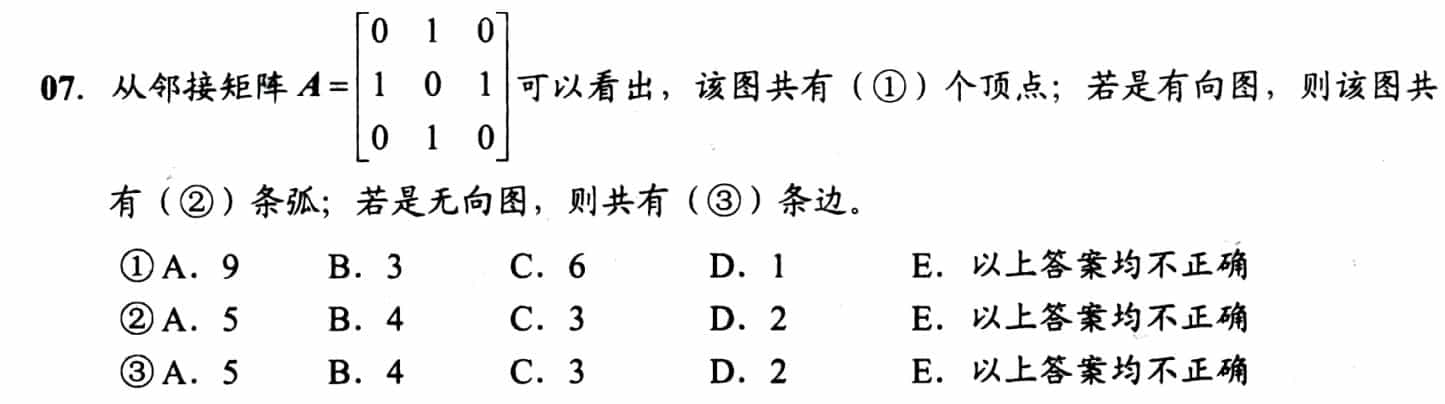 0 1 0
07. 从邻接矩阵 A= 1 0 1 可以看出，该图共有（①）个顶点；若是有向图，则该图共
0 1 0
有（②）条弧；若是无向图，则共有（③）条边。
①A. 9 B. 3 C. 6 D. 1 E. 以上答案均不正确
②A. 5 B. 4 C. 3 D. 2 E. 以上答案均不正确
③A. 5 B. 4 C. 3 D. 2 E. 以上答案均不正确